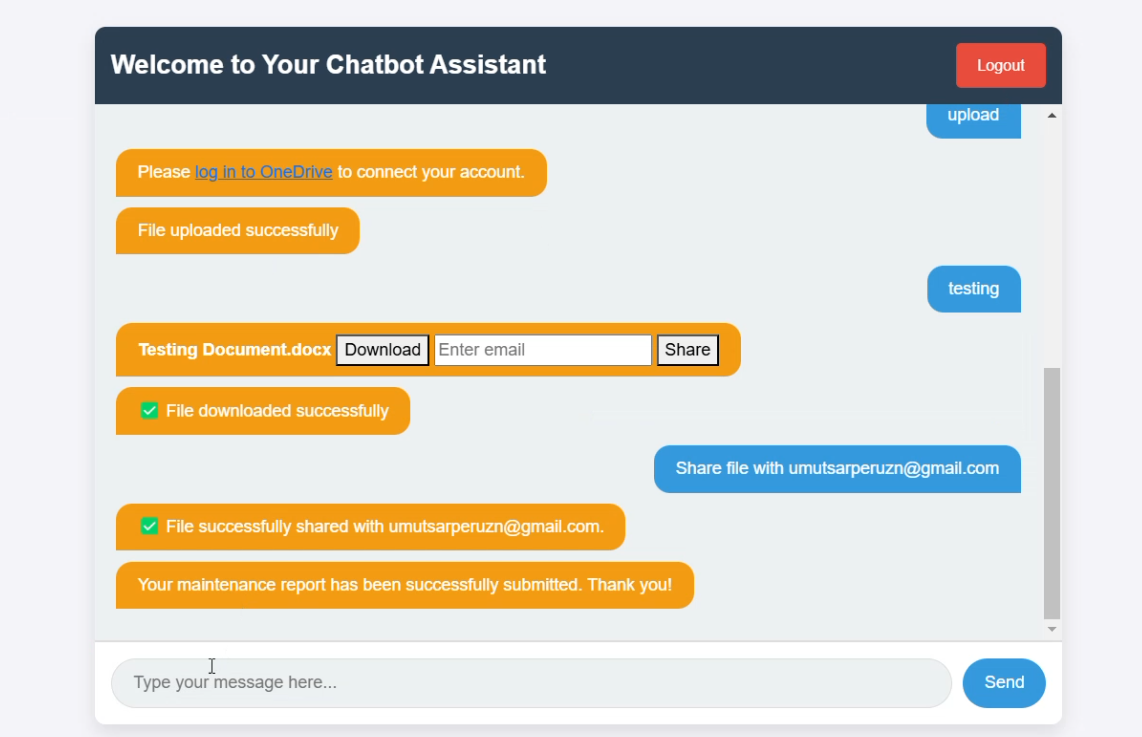 Welcome to Your Chatbot Assistant
Logout
upload
Please log in to OneDrive to connect your account.
File uploaded successfully
testing
Testing Document.docx Download Enter email Share
✅ File downloaded successfully
Share file with umutsarperuzn@gmail.com
✅ File successfully shared with umutsarperuzn@gmail.com.
Your maintenance report has been successfully submitted. Thank you!
Type your message here...
Send